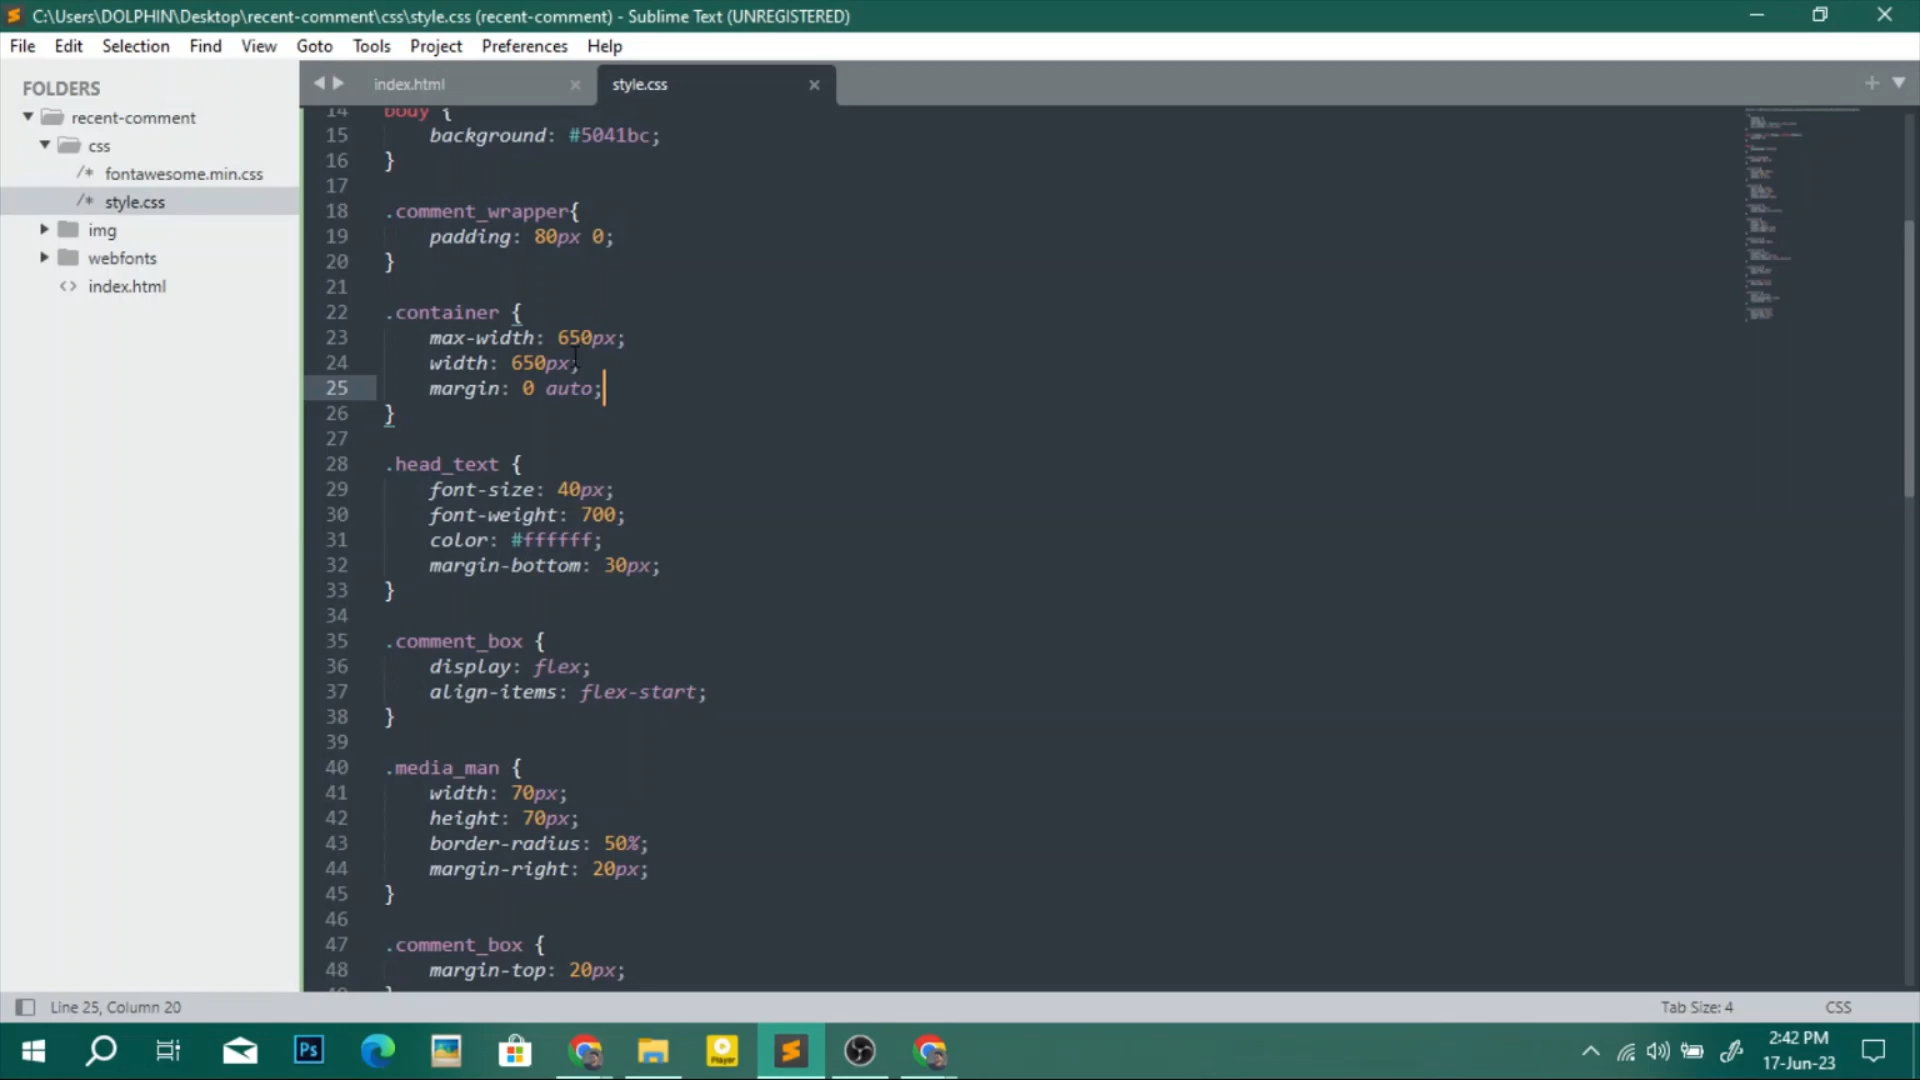 C:\Users\DOLPHIN\Desktop\recent-comment\css\style.css (recent-comment) - Sublime Text (UNREGISTERED)
File Edit Selection Find View Goto Tools Project Preferences Help
FOLDERS
recent-comment
css
/* fontawesome.min.css
/* style.css
img
webfonts
<> index.html
index.html
style.css
14 body {
15 background: #5041bc;
16 }
17
18 .comment_wrapper{
19 padding: 80px 0;
20 }
21
22 .container {
23 max-width: 650px;
24 width: 650px;
25 margin: 0 auto;
26 }
27
28 .head_text {
29 font-size: 40px;
30 font-weight: 700;
31 color: #ffffff;
32 margin-bottom: 30px;
33 }
34
35 .comment_box {
36 display: flex;
37 align-items: flex-start;
38 }
39
40 .media_man {
41 width: 70px;
42 height: 70px;
43 border-radius: 50%;
44 margin-right: 20px;
45 }
46
47 .comment_box {
48 margin-top: 20px;
Line 25, Column 20
Tab Size: 4
CSS
Ps
Player
2:42 PM
17-Jun-23